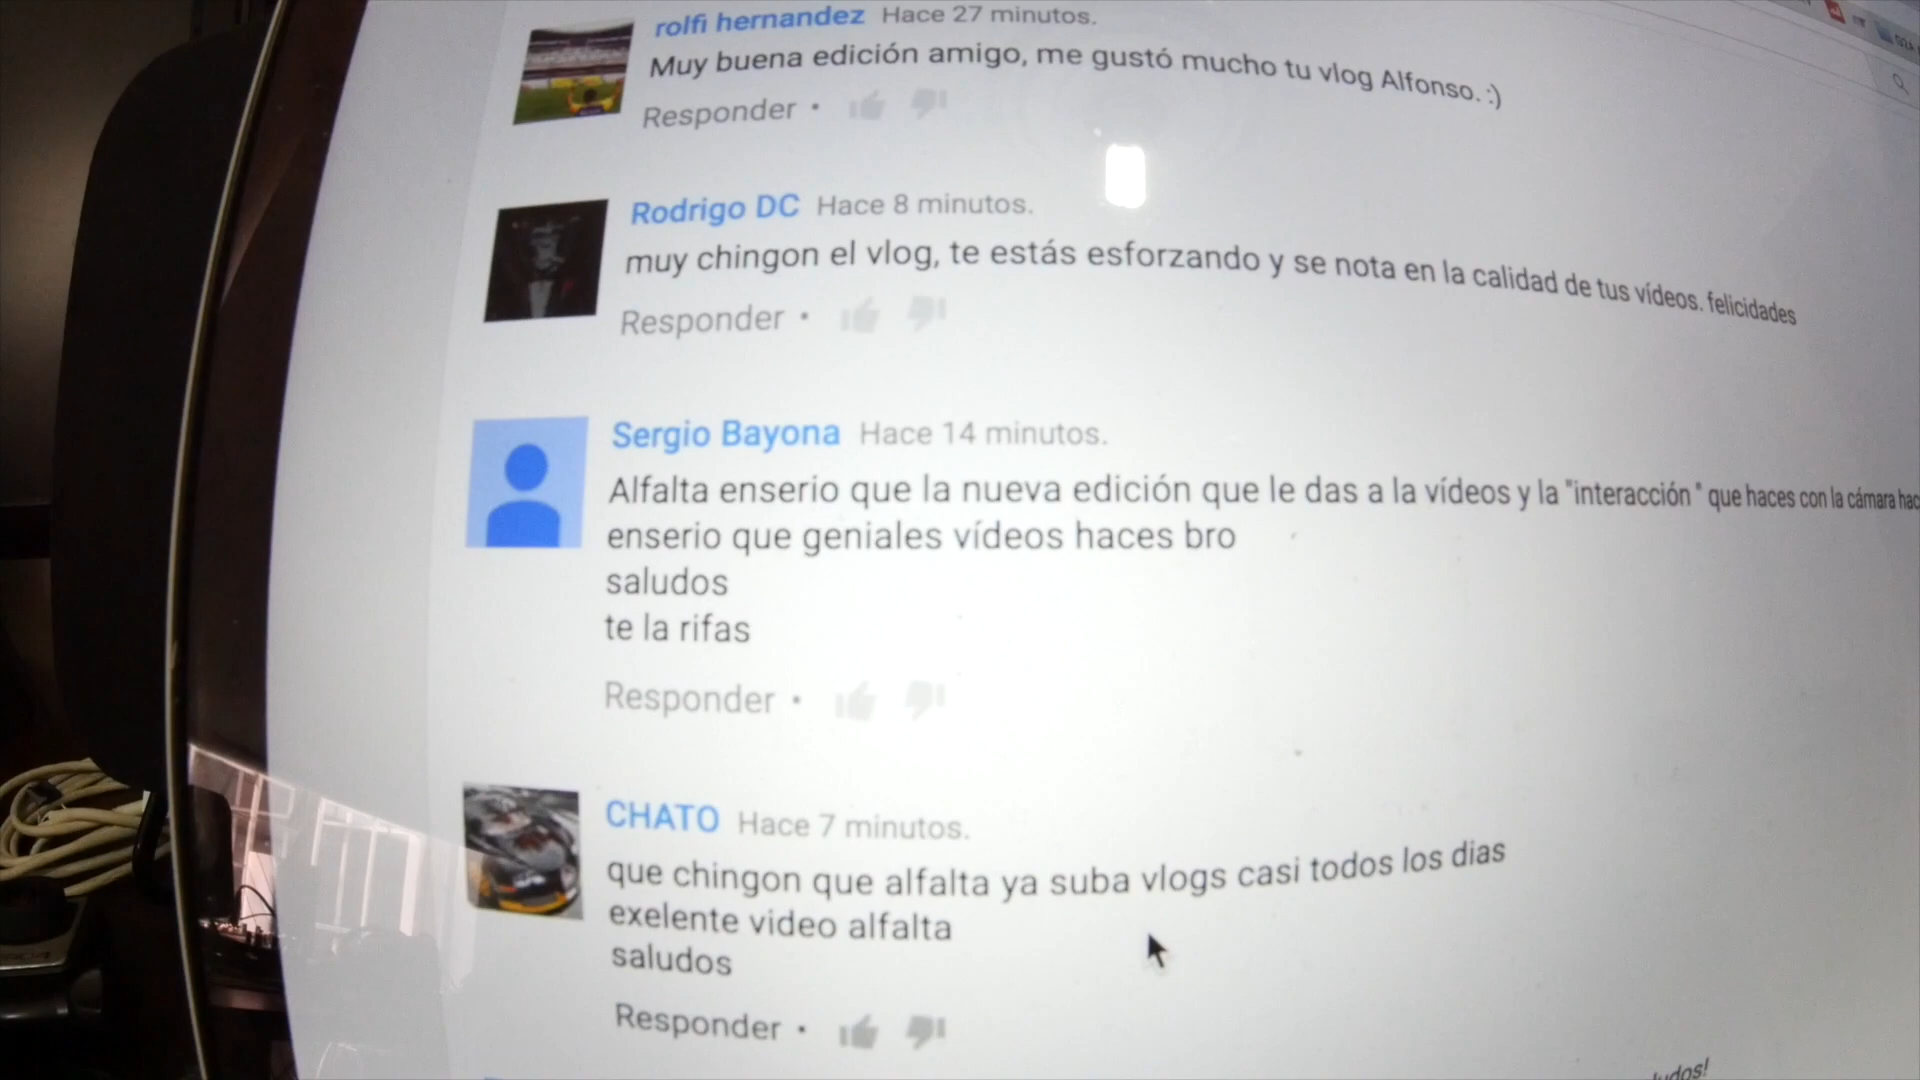 rolfi hernandez Hace 27 minutos.
Muy buena edición amigo, me gustó mucho tu vlog Alfonso. :)
Responder •
Rodrigo DC Hace 8 minutos.
muy chingon el vlog, te estás esforzando y se nota en la calidad de tus vídeos. felicidades
Responder •
Sergio Bayona Hace 14 minutos.
Alfalta enserio que la nueva edición que le das a la vídeos y la "interacción " que haces con la cámara hac
enserio que geniales vídeos haces bro
saludos
te la rifas
Responder •
CHATO Hace 7 minutos.
que chingon que alfalta ya suba vlogs casi todos los dias
exelente video alfalta
saludos
Responder •